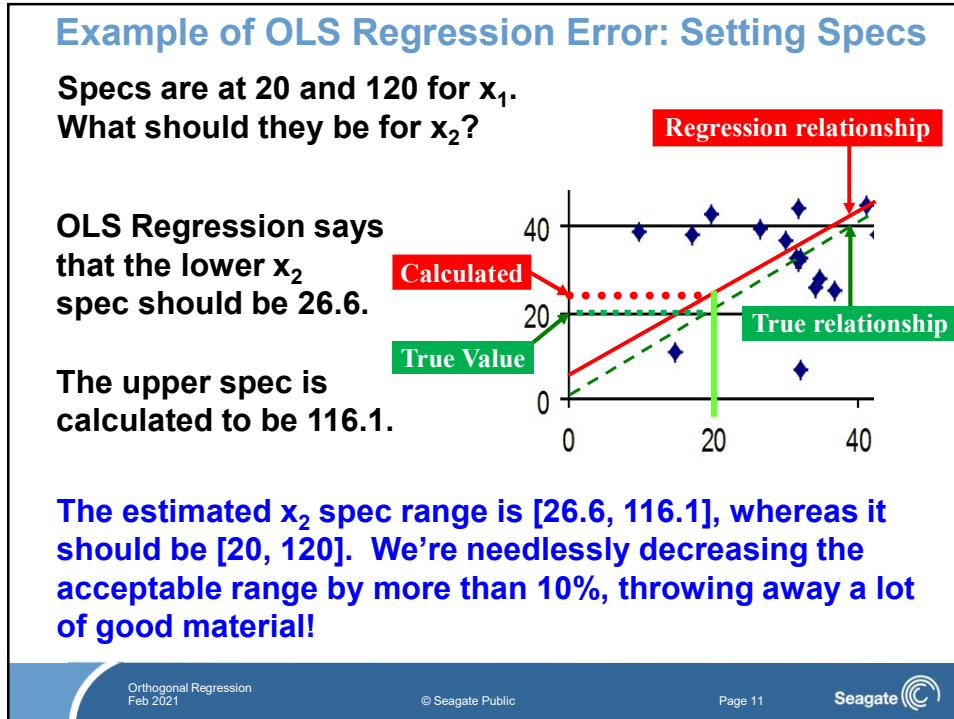 Example of OLS Regression Error: Setting Specs
Specs are at 20 and 120 for x₁.
What should they be for x₂?
Regression relationship
OLS Regression says
that the lower x₂
spec should be 26.6.
The upper spec is
calculated to be 116.1.
40
Calculated
20
True relationship
True Value
0
0 20 40
The estimated x₂ spec range is [26.6, 116.1], whereas it
should be [20, 120]. We're needlessly decreasing the
acceptable range by more than 10%, throwing away a lot
of good material!
Orthogonal Regression
Feb 2021
© Seagate Public
Page 11
Seagate